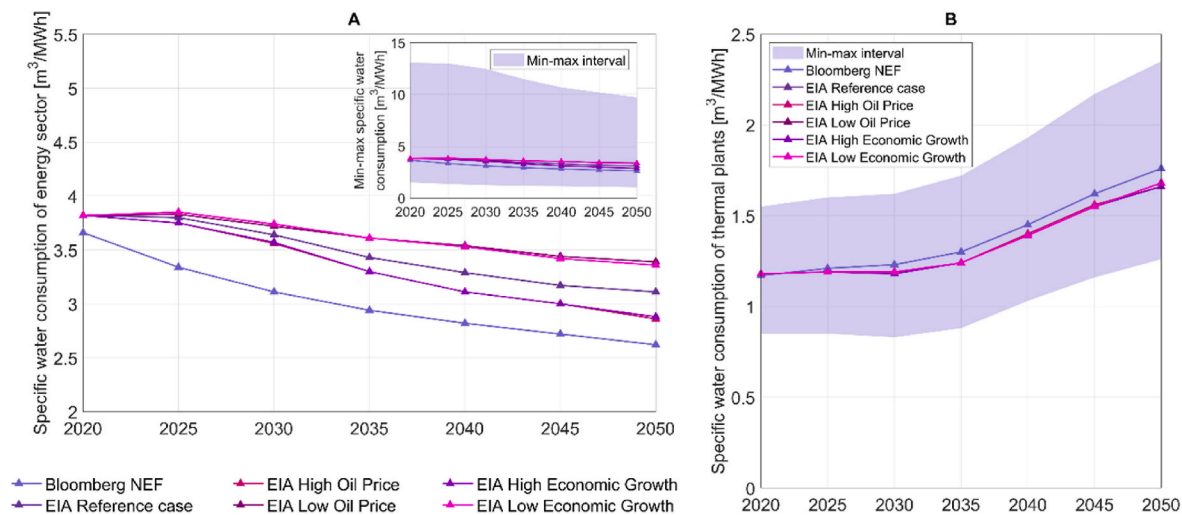 A
Specific water consumption of energy sector [m³/MWh]
5.5
5
4.5
4
3.5
3
2.5
2
2020 2025 2030 2035 2040 2045 2050
Min-max specific water
consumption [m³/MWh]
15
10
5
0
Min-max interval
2020 2025 2030 2035 2040 2045 2050
Bloomberg NEF
EIA Reference case
EIA High Oil Price
EIA Low Oil Price
EIA High Economic Growth
EIA Low Economic Growth
B
Specific water consumption of thermal plants [m³/MWh]
2.5
2
1.5
1
0.5
0
Min-max interval
Bloomberg NEF
EIA Reference case
EIA High Oil Price
EIA Low Oil Price
EIA High Economic Growth
EIA Low Economic Growth
2020 2025 2030 2035 2040 2045 2050